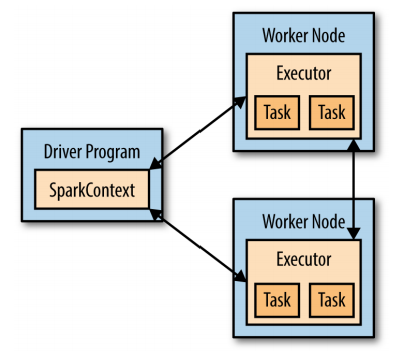 Worker Node
Executor
Task Task
Driver Program
SparkContext
Worker Node
Executor
Task Task